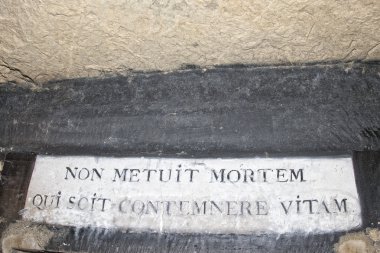 NON METUiT MORTEM
QUi SCiT CONTEMNERE ViTAM.